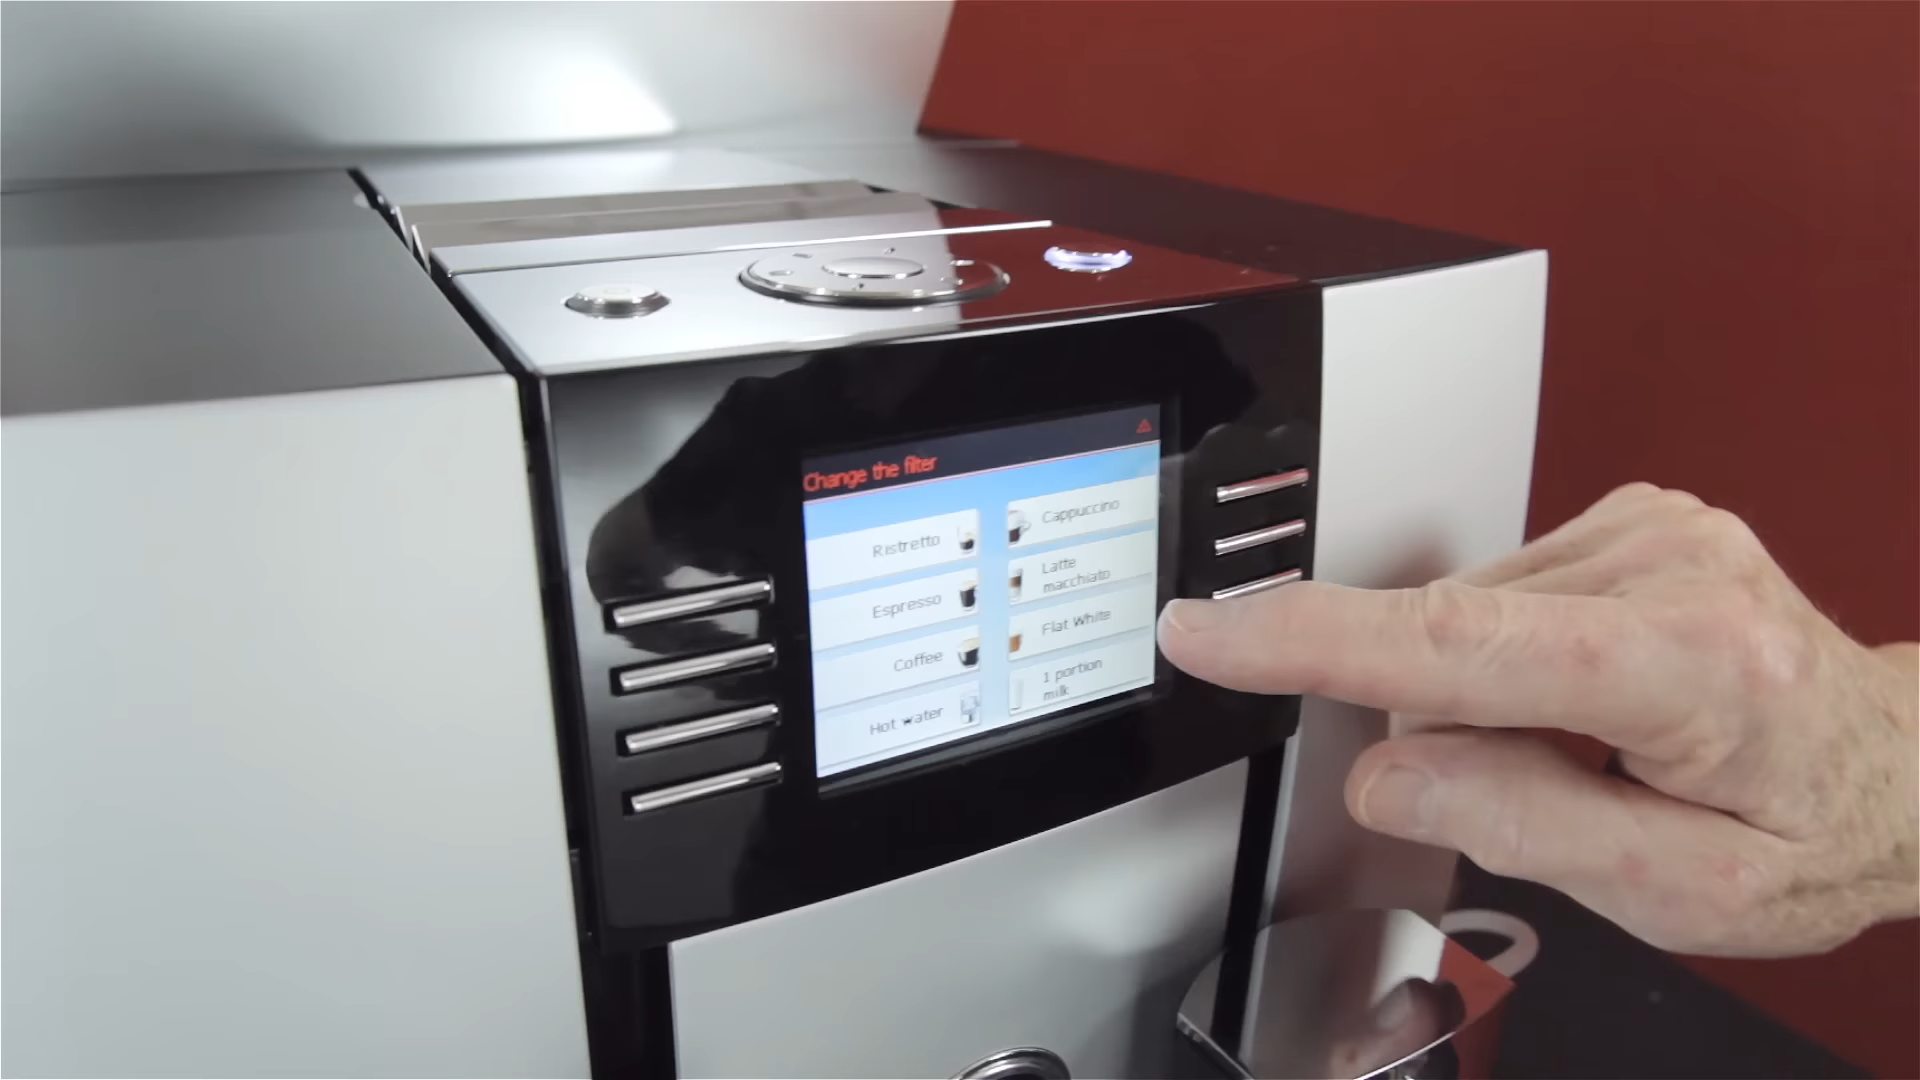 Change the filter
Ristretto
Espresso
Coffee
Hot water
Cappuccino
Latte
macchiato
Flat White
1 portion
milk